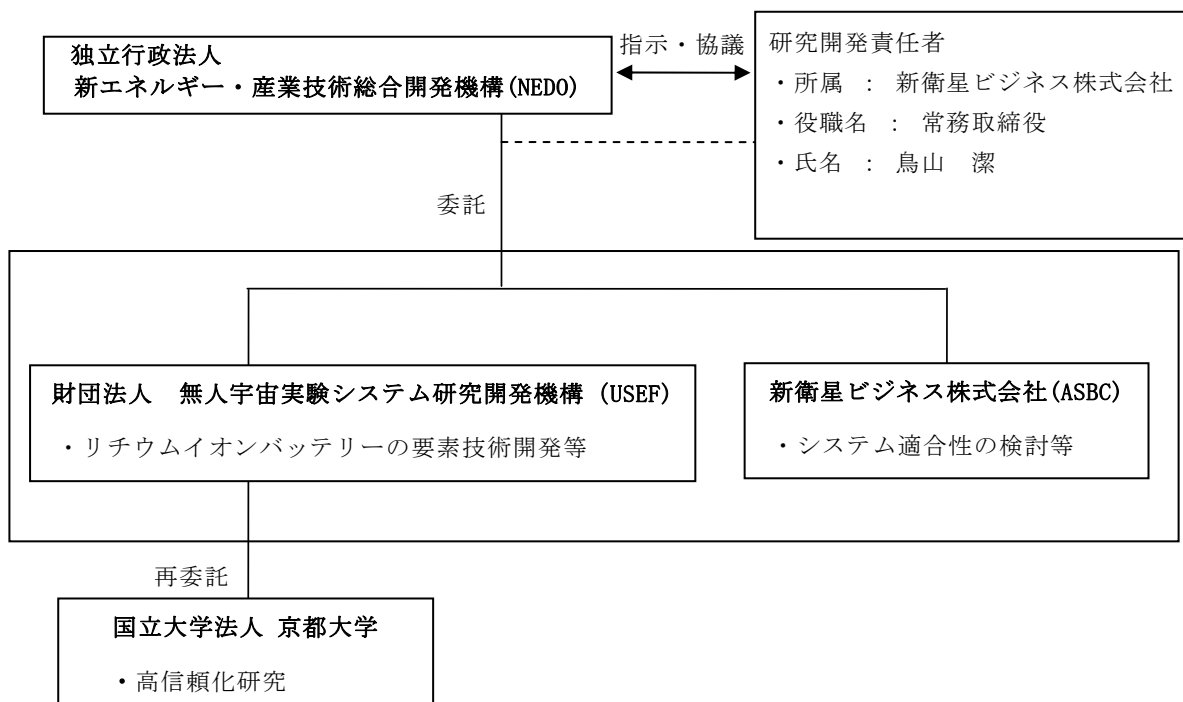 独立行政法人
新エネルギー・産業技術総合開発機構(NEDO)
指示・協議
研究開発責任者
・所属 : 新衛星ビジネス株式会社
・役職名 : 常務取締役
・氏名 : 鳥山 潔
委託
財団法人 無人宇宙実験システム研究開発機構 (USEF)
・リチウムイオンバッテリーの要素技術開発等
新衛星ビジネス株式会社(ASBC)
・システム適合性の検討等
再委託
国立大学法人 京都大学
・高信頼化研究